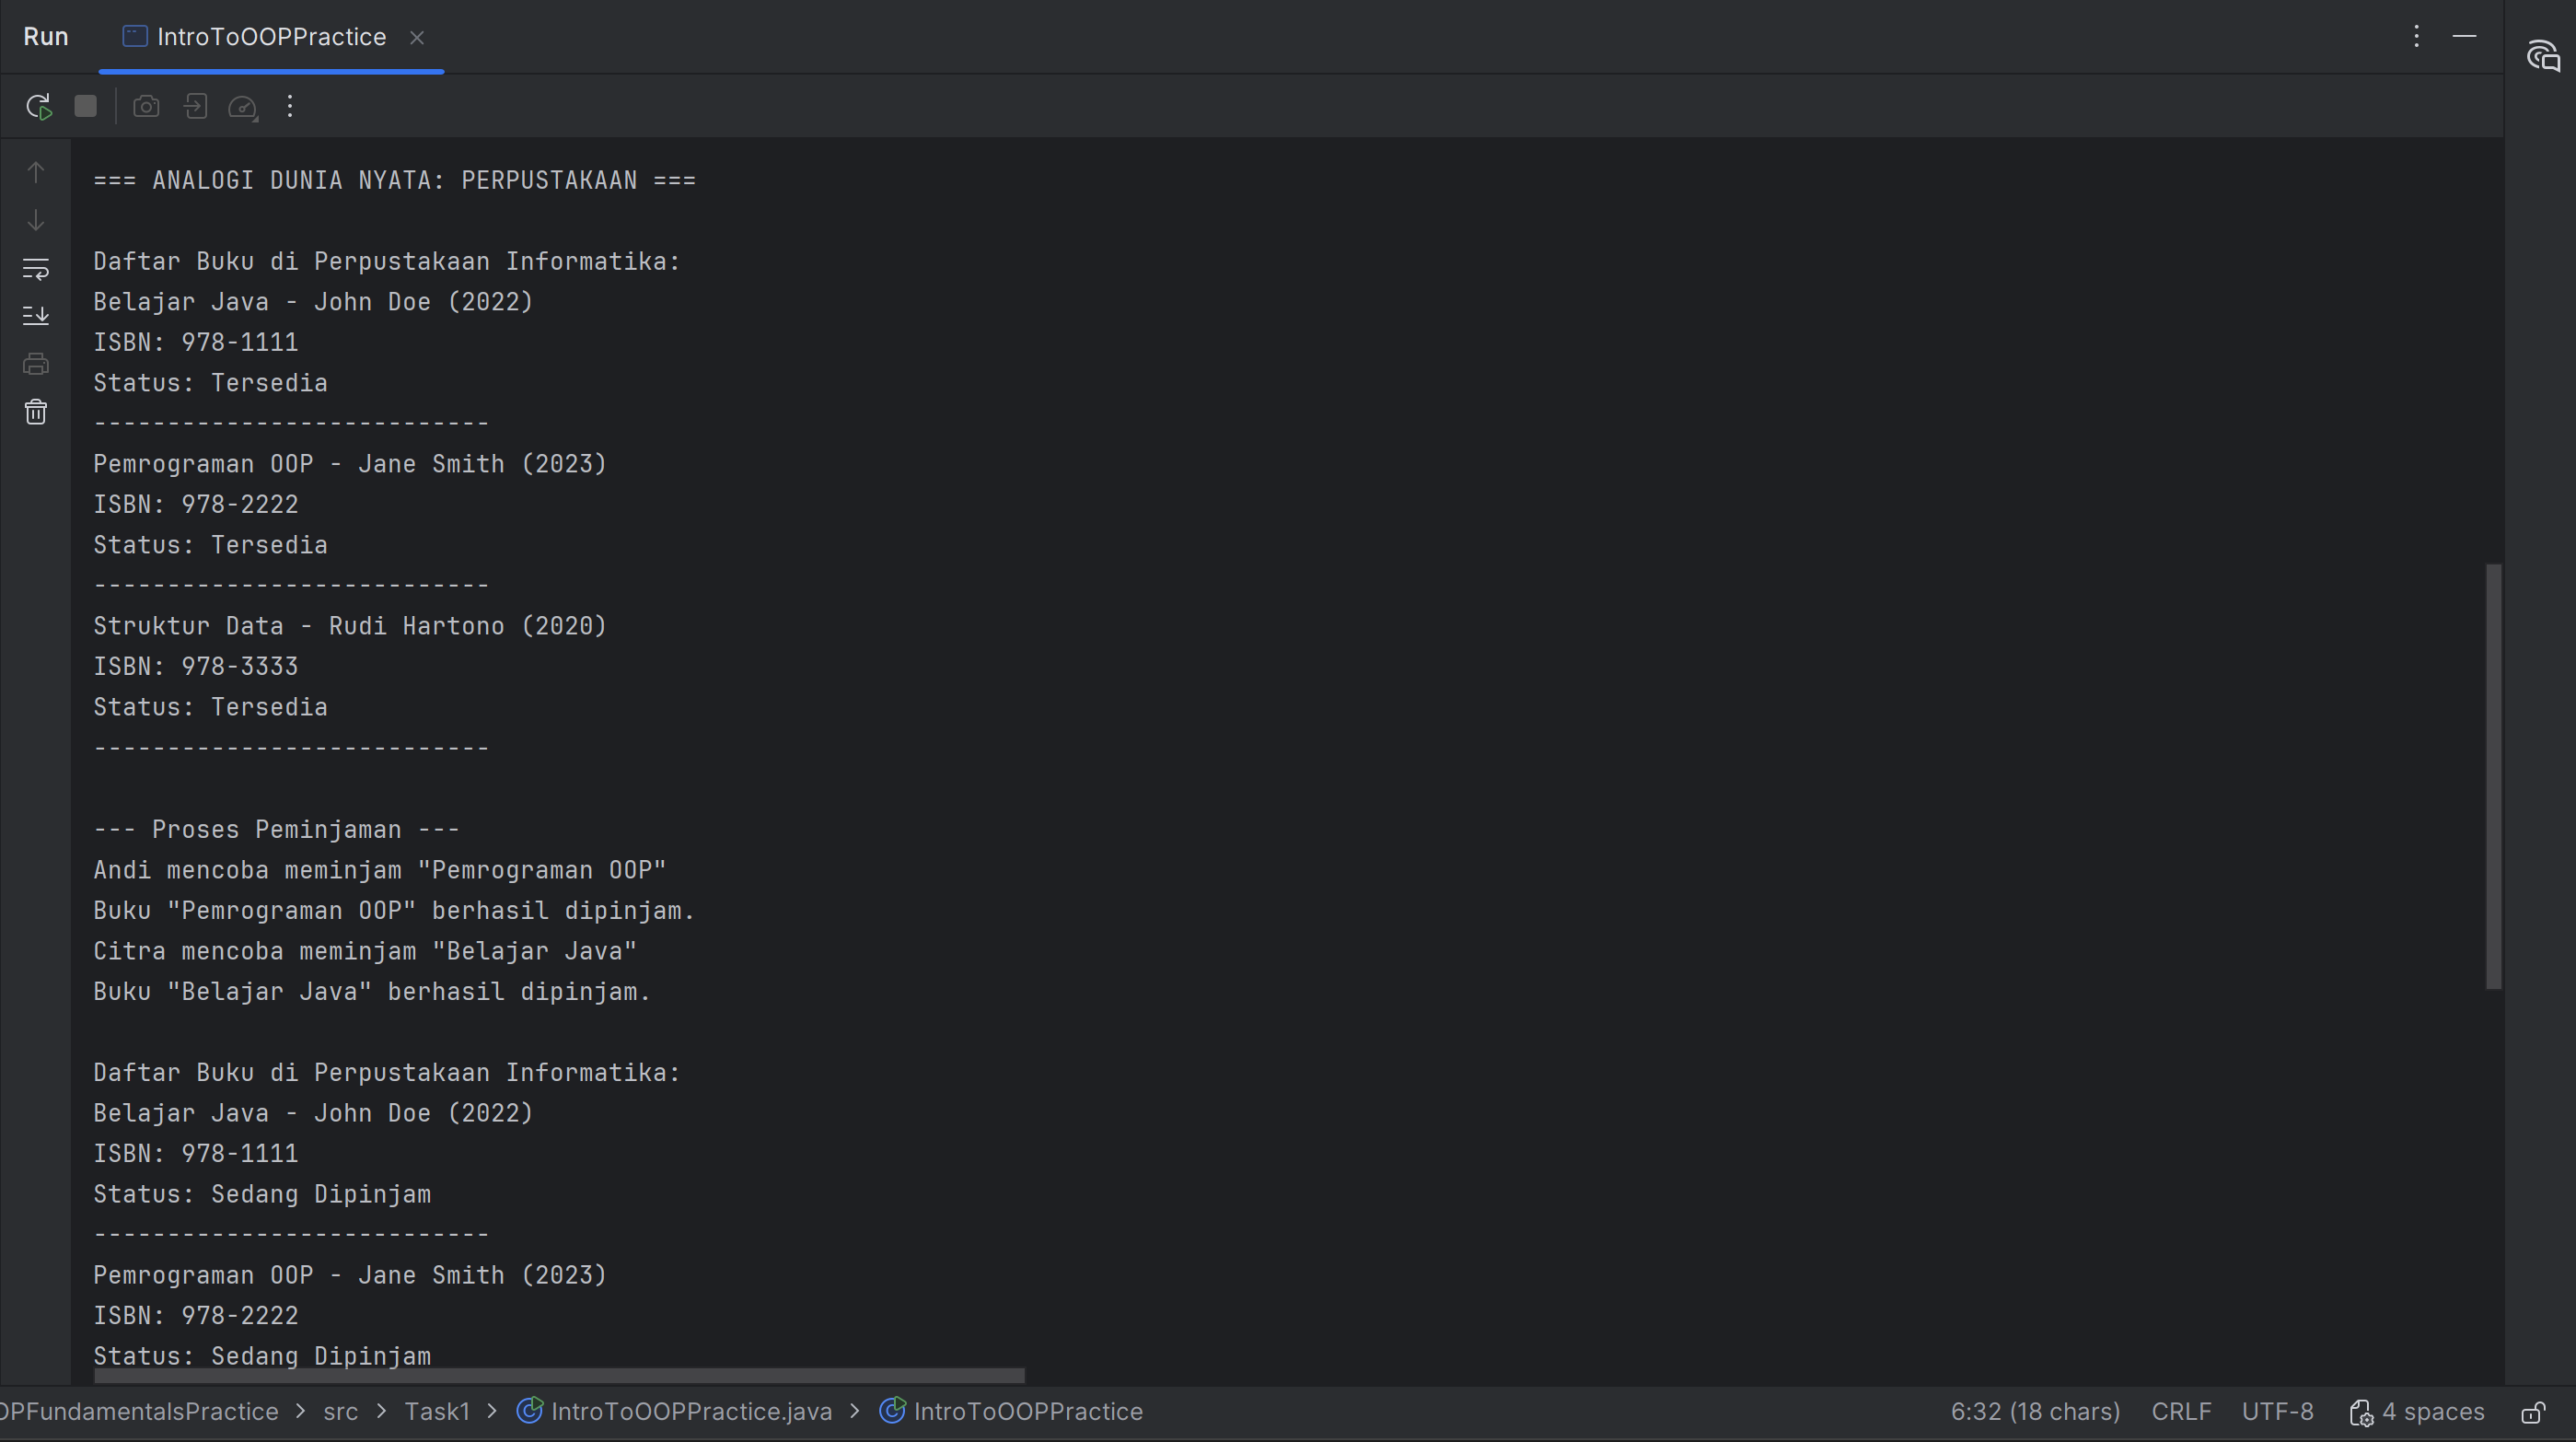 Run IntroToOOPPractice
=== ANALOGI DUNIA NYATA: PERPUSTAKAAN ===
Daftar Buku di Perpustakaan Informatika:
Belajar Java - John Doe (2022)
ISBN: 978-1111
Status: Tersedia
---------------------------
Pemrograman OOP - Jane Smith (2023)
ISBN: 978-2222
Status: Tersedia
---------------------------
Struktur Data - Rudi Hartono (2020)
ISBN: 978-3333
Status: Tersedia
---------------------------
--- Proses Peminjaman ---
Andi mencoba meminjam "Pemrograman OOP"
Buku "Pemrograman OOP" berhasil dipinjam.
Citra mencoba meminjam "Belajar Java"
Buku "Belajar Java" berhasil dipinjam.
Daftar Buku di Perpustakaan Informatika:
Belajar Java - John Doe (2022)
ISBN: 978-1111
Status: Sedang Dipinjam
---------------------------
Pemrograman OOP - Jane Smith (2023)
ISBN: 978-2222
Status: Sedang Dipinjam
OPFundamentalsPractice > src > Task1 > IntroToOOPPractice.java > IntroToOOPPractice 6:32 (18 chars) CRLF UTF-8 4 spaces